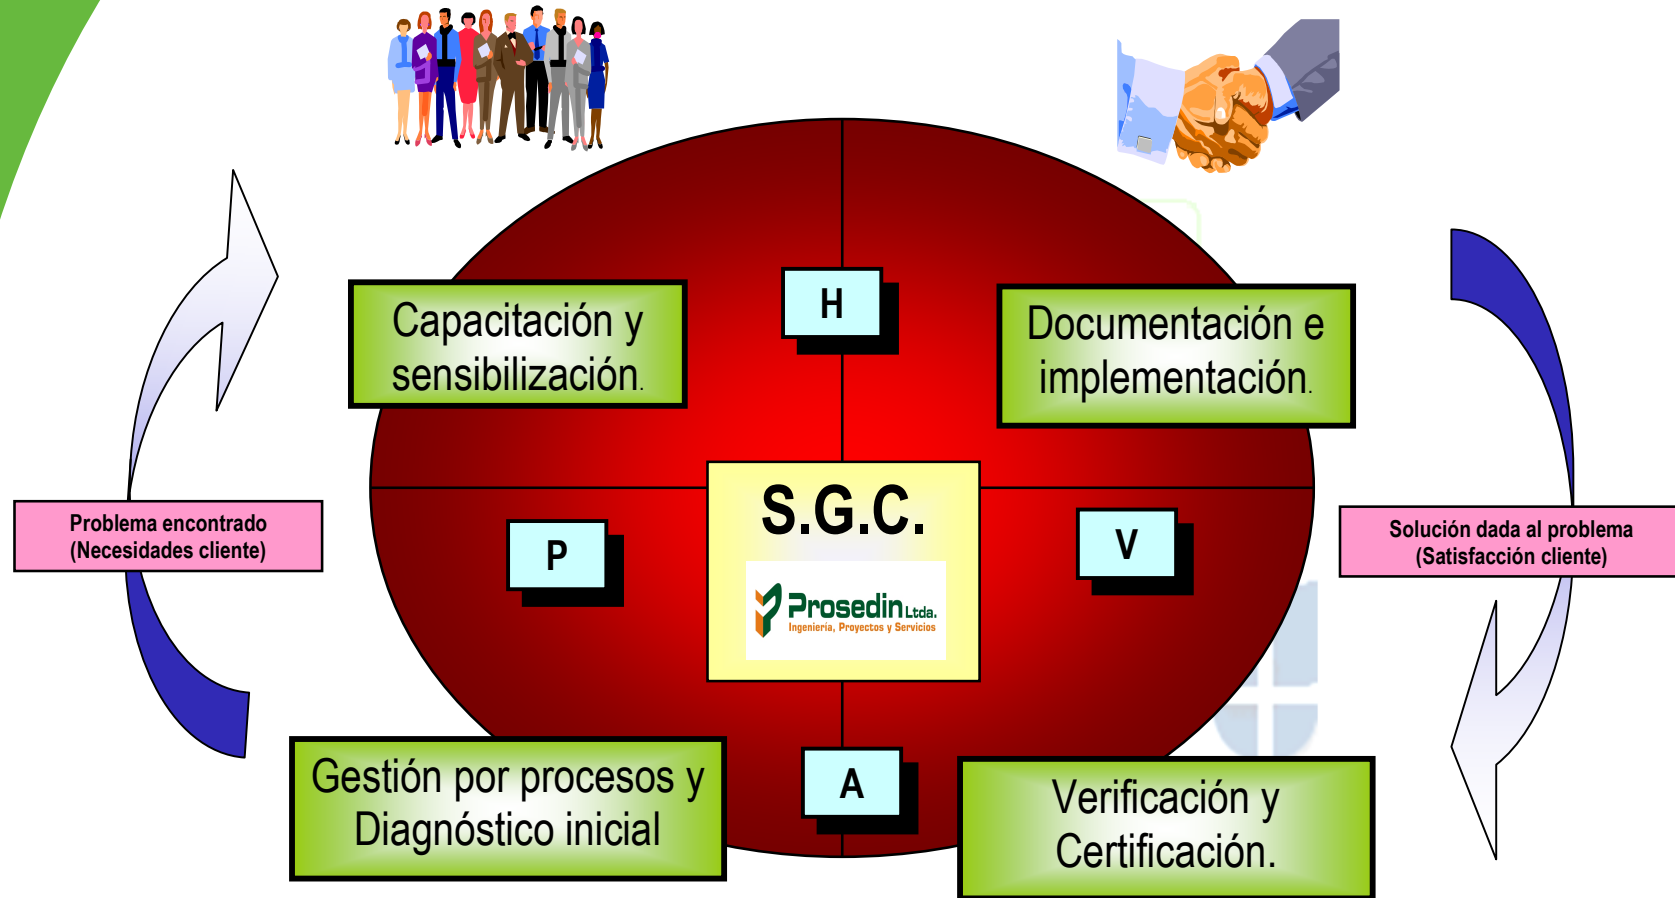 H
Capacitación y
sensibilización.
Documentación e
implementación.
Problema encontrado
(Necesidades cliente)
P
S.G.C.
Prosedin Ltda.
Ingeniería, Proyectos y Servicios
V
Solución dada al problema
(Satisfacción cliente)
Gestión por procesos y
Diagnóstico inicial
A
Verificación y
Certificación.